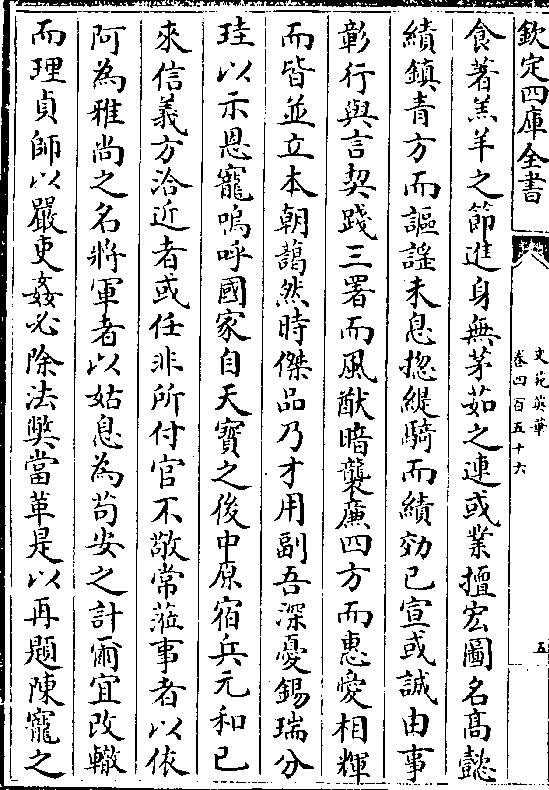 欽定四庫全書
文苑英華
卷四百五十六
五
食著羔羊之節進身無茅茹之連或業擅宏圖名髙懿
績鎮青方而謳謡未息揔緹騎而績効已宣或誠由事
彰行與言契踐三署而風猷暗襲廉四方而惠愛相輝
而皆並立本朝藹然時傑品乃才用副吾深憂錫瑞分
珪以示恩寵嗚呼國家自天寳之後中原宿兵元和已
來信義方洽近者或任非所付官不敬常蒞事者以依
阿為雅尚之名將軍者以姑息為苟安之計爾宜改轍
而理貞師以嚴吏姦必除法弊當革是以再題陳寵之